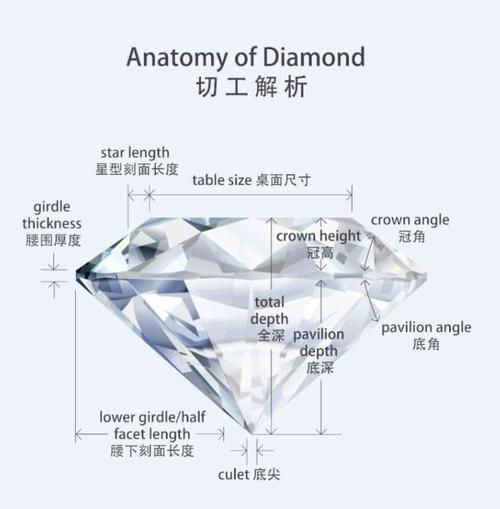 Anatomy of Diamond
切工解析
star length
星型刻面长度
table size 桌面尺寸
girdle
thickness
腰围厚度
crown angle
冠角
crown height
冠高
total
depth
全深
pavilion
depth
底深
pavilion angle
底角
lower girdle/half
facet length
腰下刻面长度
culet 底尖